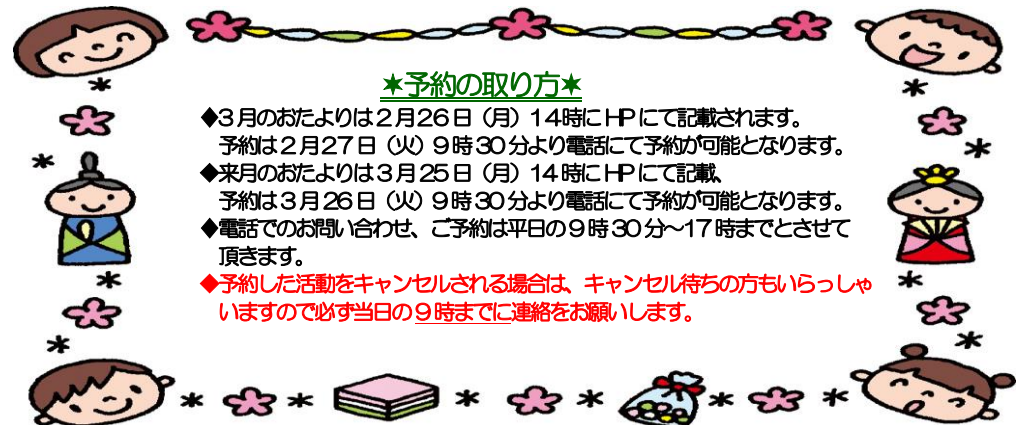 ✶予約の取り方✶
◆3月のおたよりは2月26日（月）14時にHPにて記載されます。
予約は2月27日（火）9時30分より電話にて予約が可能となります。
◆来月のおたよりは3月25日（月）14時にHPにて記載、
予約は3月26日（火）9時30分より電話にて予約が可能となります。
◆電話でのお問い合わせ、ご予約は平日の9時30分～17時までとさせて
頂きます。
◆予約した活動をキャンセルされる場合は、キャンセル待ちの方もいらっしゃ
いますので必ず当日の9時までに連絡をお願いします。